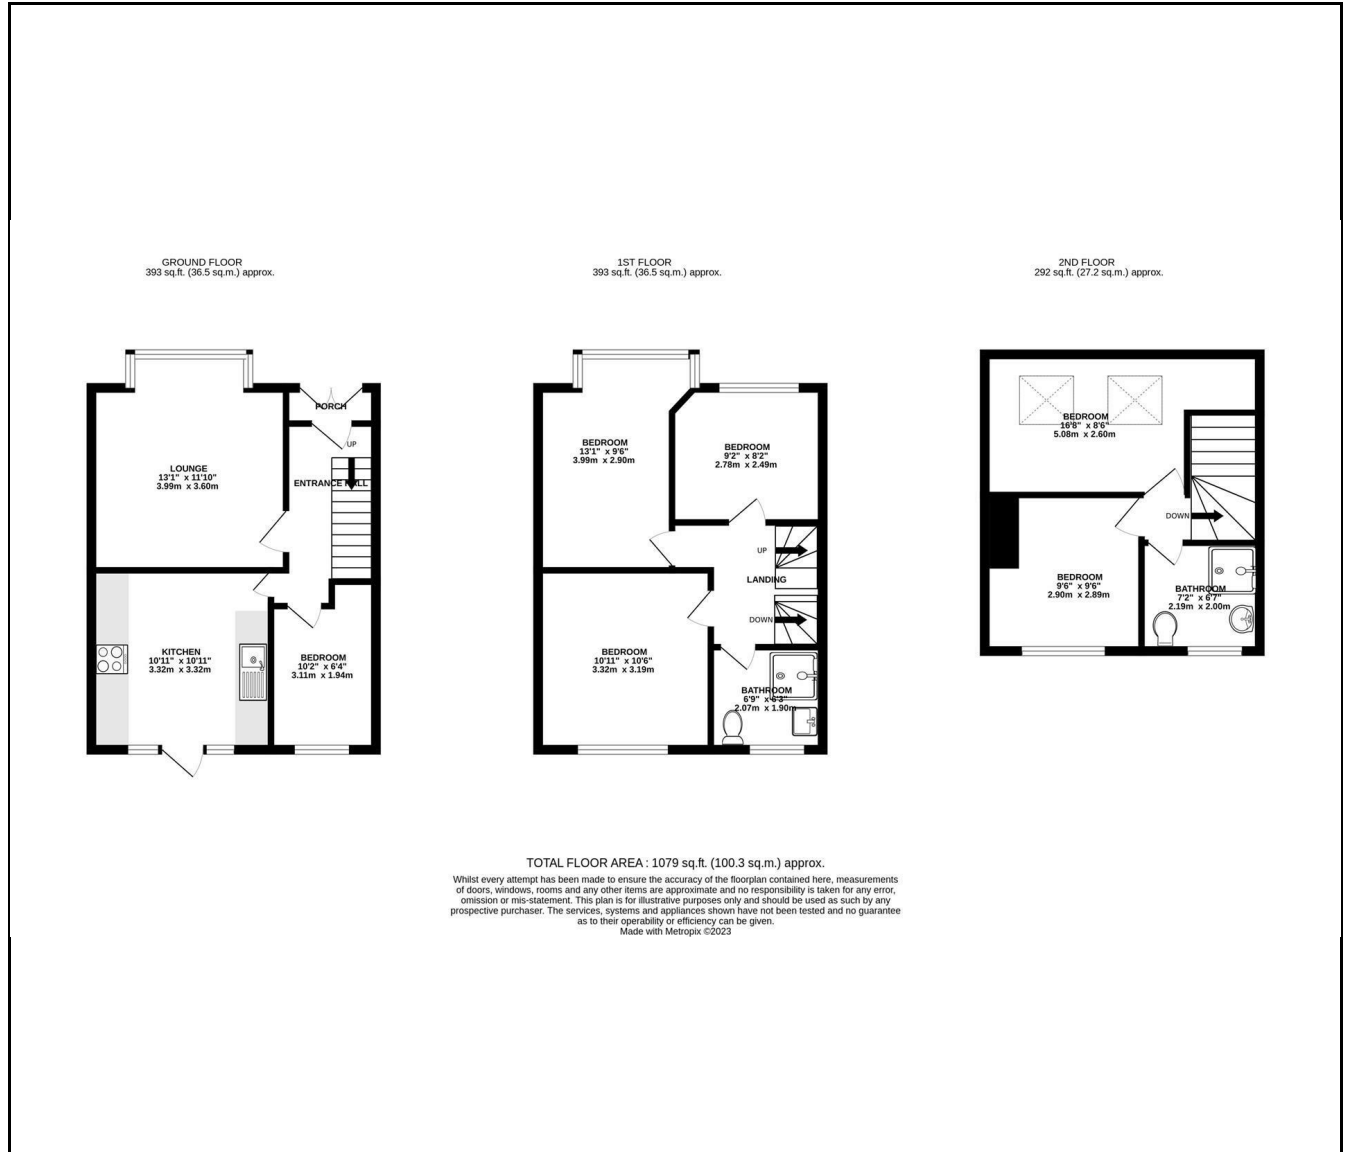 GROUND FLOOR
393 sq.ft. (36.5 sq.m.) approx.
1ST FLOOR
393 sq.ft. (36.5 sq.m.) approx.
2ND FLOOR
292 sq.ft. (27.2 sq.m.) approx.
PORCH
UP
LOUNGE
13'1" x 11'10"
3.99m x 3.60m
ENTRANCE HALL
KITCHEN
10'11" x 10'11"
3.32m x 3.32m
BEDROOM
10'2" x 6'4"
3.11m x 1.94m
BEDROOM
13'1" x 9'6"
3.99m x 2.90m
BEDROOM
9'2" x 8'2"
2.78m x 2.49m
UP
LANDING
DOWN
BEDROOM
10'11" x 10'6"
3.32m x 3.19m
BATHROOM
6'9" x 6'3"
2.07m x 1.90m
BEDROOM
16'8" x 8'6"
5.08m x 2.60m
DOWN
BEDROOM
9'6" x 9'6"
2.90m x 2.89m
BATHROOM
7'2" x 6'7"
2.19m x 2.00m
TOTAL FLOOR AREA : 1079 sq.ft. (100.3 sq.m.) approx.
Whilst every attempt has been made to ensure the accuracy of the floorplan contained here, measurements
of doors, windows, rooms and any other items are approximate and no responsibility is taken for any error,
omission or mis-statement. This plan is for illustrative purposes only and should be used as such by any
prospective purchaser. The services, systems and appliances shown have not been tested and no guarantee
as to their operability or efficiency can be given.
Made with Metropix ©2023